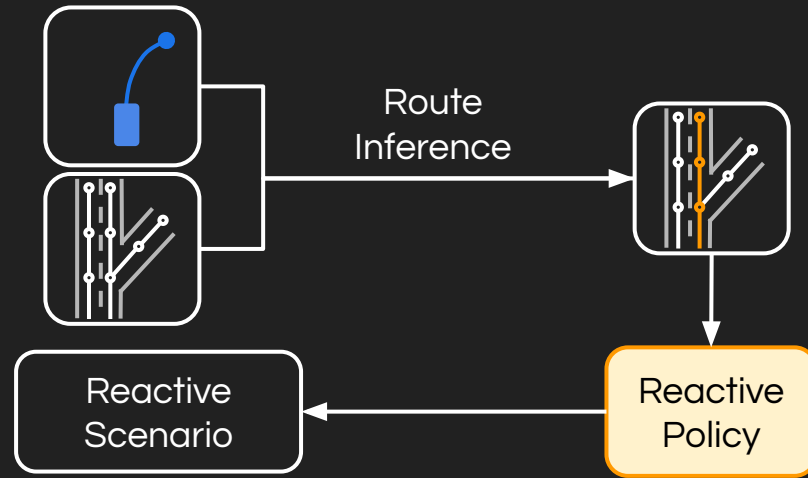 Route
Inference
Reactive
Scenario
Reactive
Policy